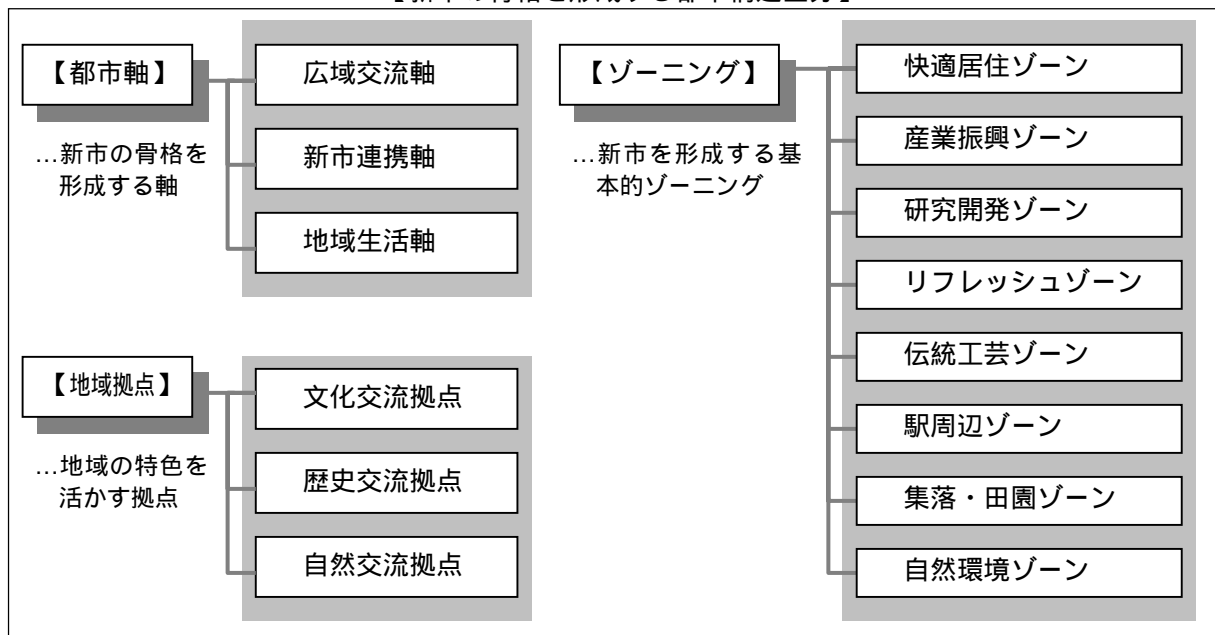 【都市軸】
…新市の骨格を
形成する軸
広域交流軸
新市連携軸
地域生活軸
【地域拠点】
…地域の特色を
活かす拠点
文化交流拠点
歴史交流拠点
自然交流拠点
【ゾーニング】
…新市を形成する基
本的ゾーニング
快適居住ゾーン
産業振興ゾーン
研究開発ゾーン
リフレッシュゾーン
伝統工芸ゾーン
駅周辺ゾーン
集落・田園ゾーン
自然環境ゾーン